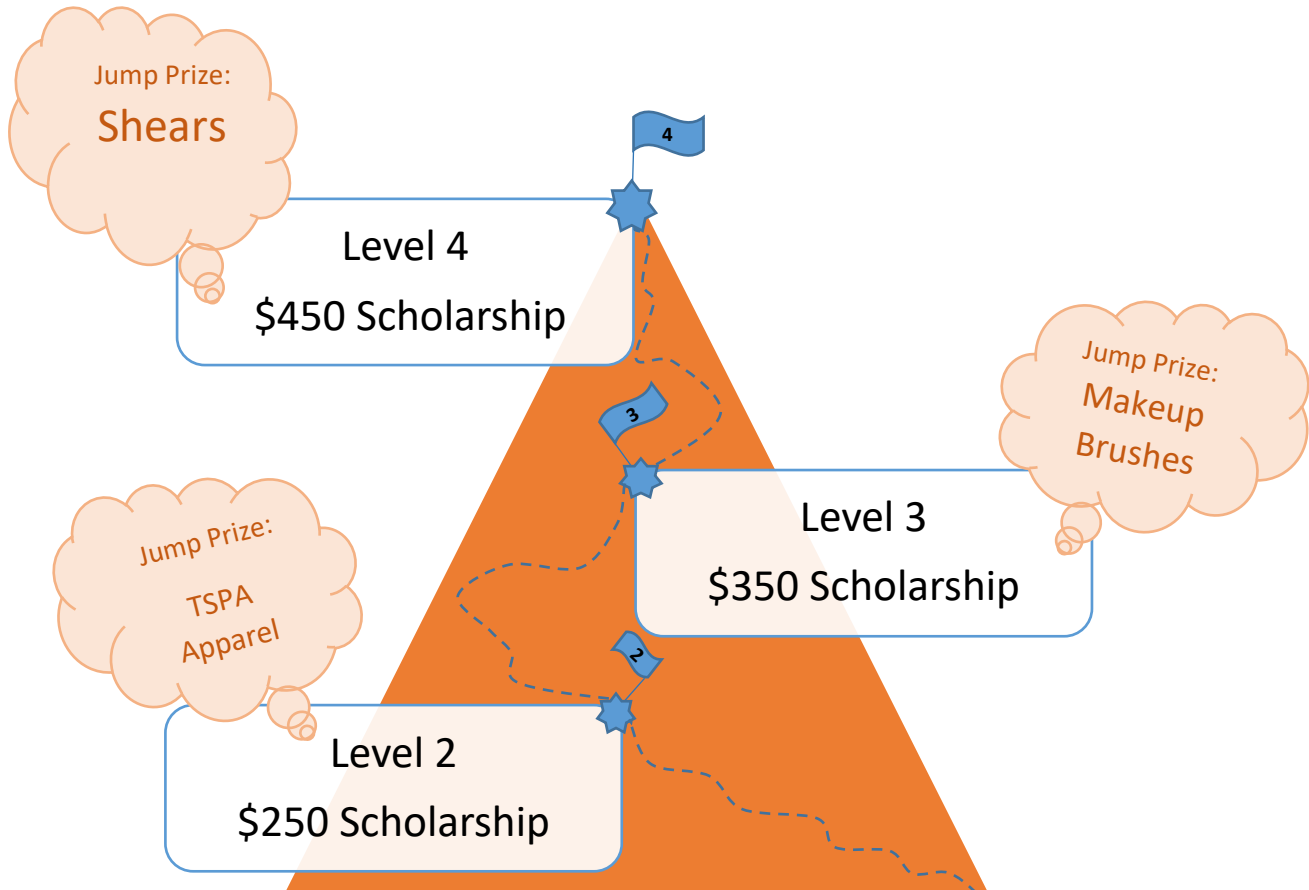 Jump Prize:
Shears
4
Level 4
$450 Scholarship
3
Jump Prize:
Makeup
Brushes
Level 3
$350 Scholarship
Jump Prize:
TSPA
Apparel
2
Level 2
$250 Scholarship